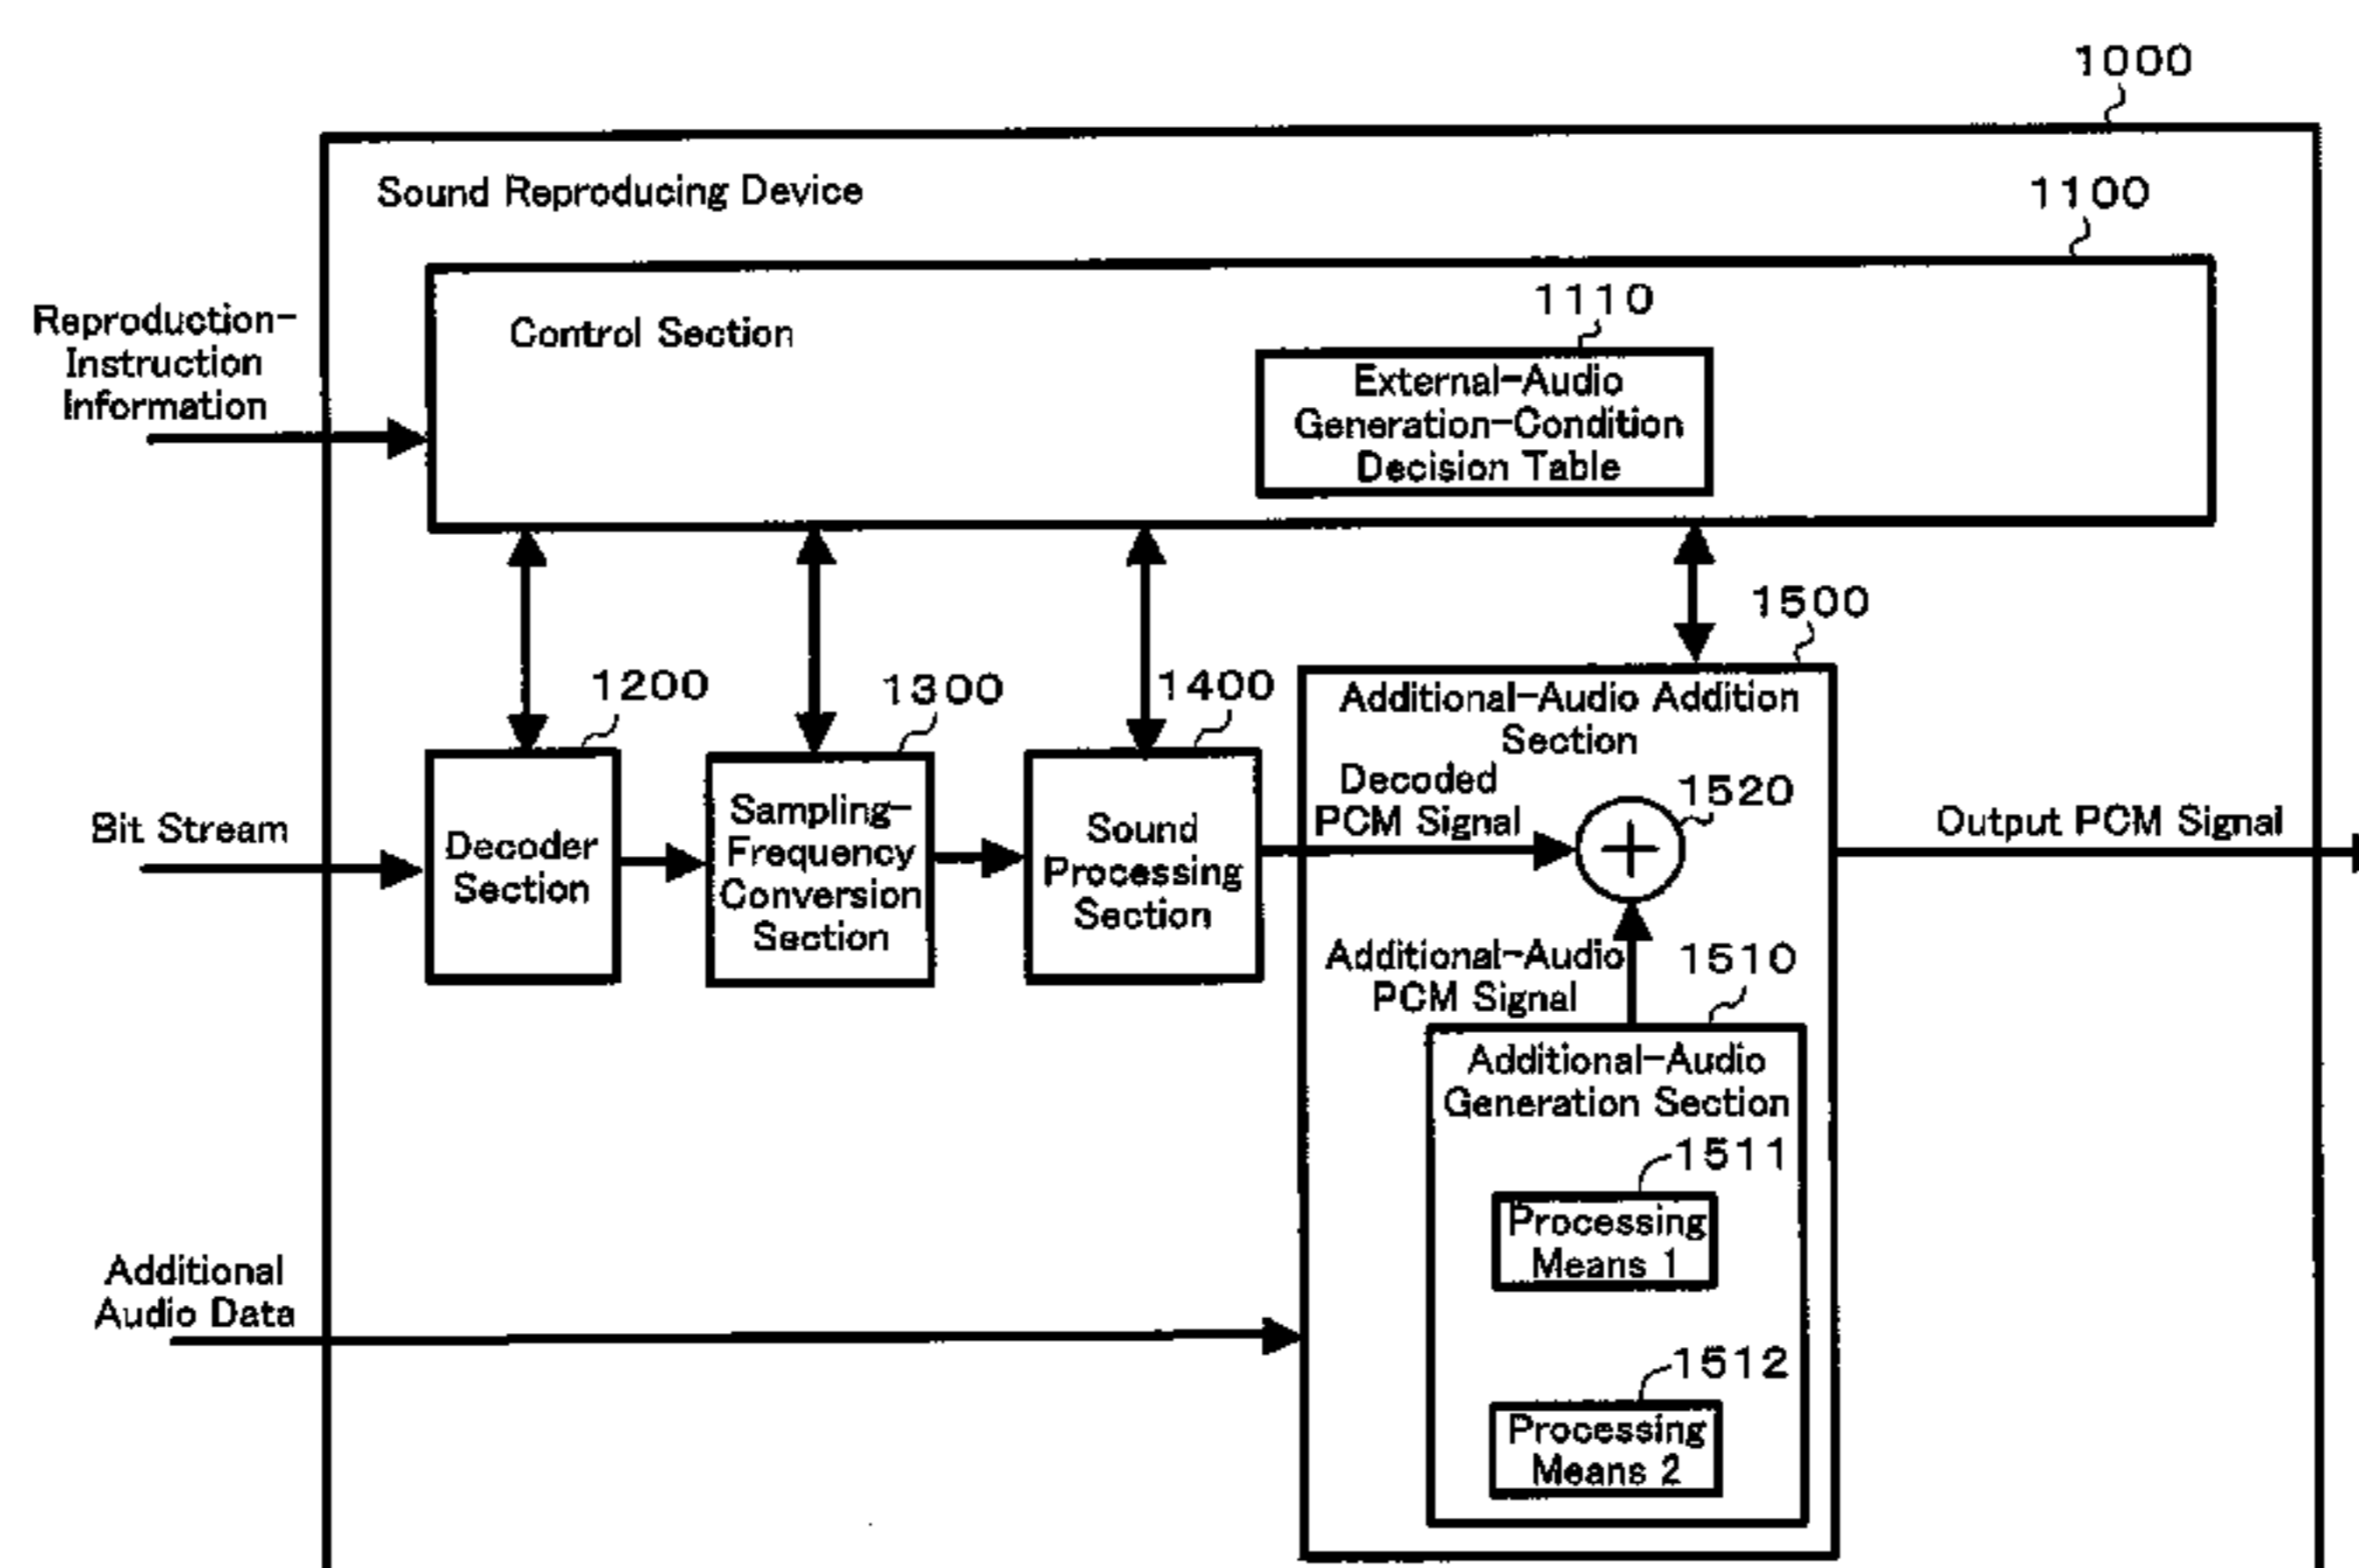 1000
Sound Reproducing Device
1100
Reproduction-
Instruction
Information
Control Section
1110
External-Audio
Generation-Condition
Decision Table
1500
1200
1300
1400
Additional-Audio Addition
Section
Bit Stream
Decoder
Section
Sampling-
Frequency
Conversion
Section
Sound
Processing
Section
Decoded
PCM Signal
1520
Output PCM Signal
Additional-Audio
PCM Signal
1510
Additional-Audio
Generation Section
1511
Processing
Means 1
Additional
Audio Data
1512
Processing
Means 2